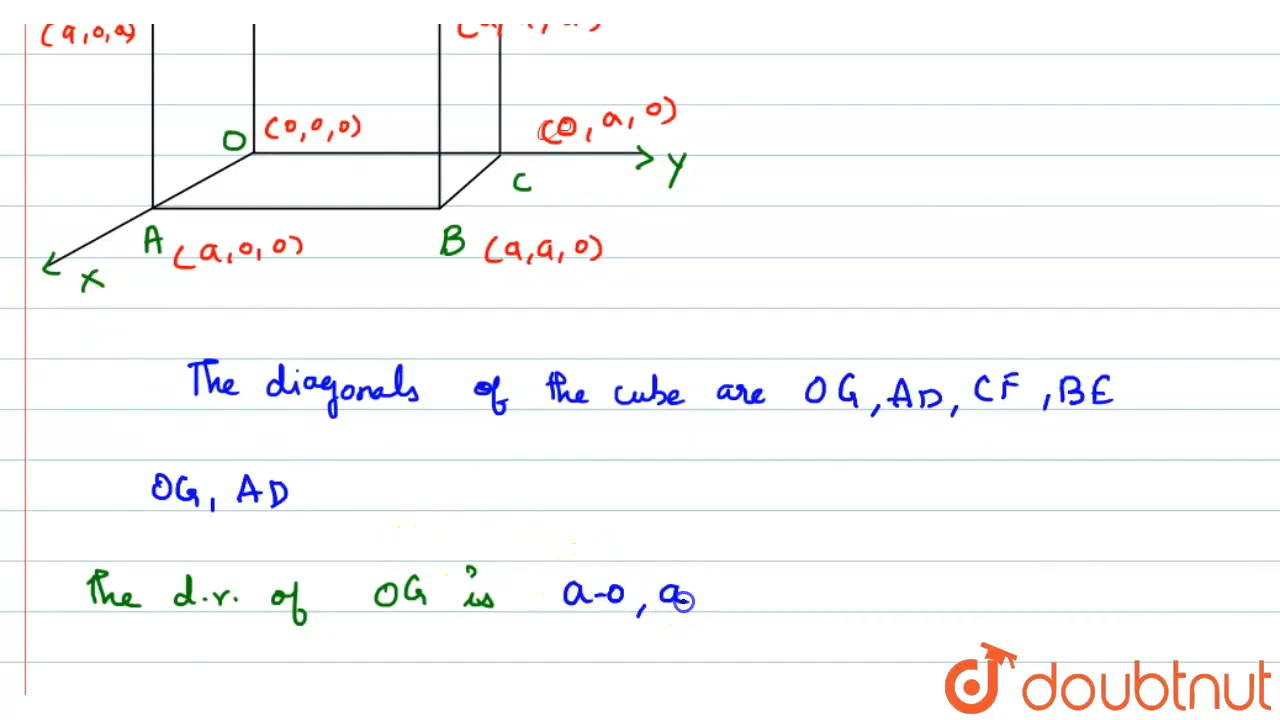 (a,0,a)
O (0,0,0)
(0,a,0)
y
C
A (a,0,0)
B (a,a,0)
x
The diagonals of the cube are OG, AD, CF, BE
OG, AD
The d.r. of OG is a-0, a
doubtnut